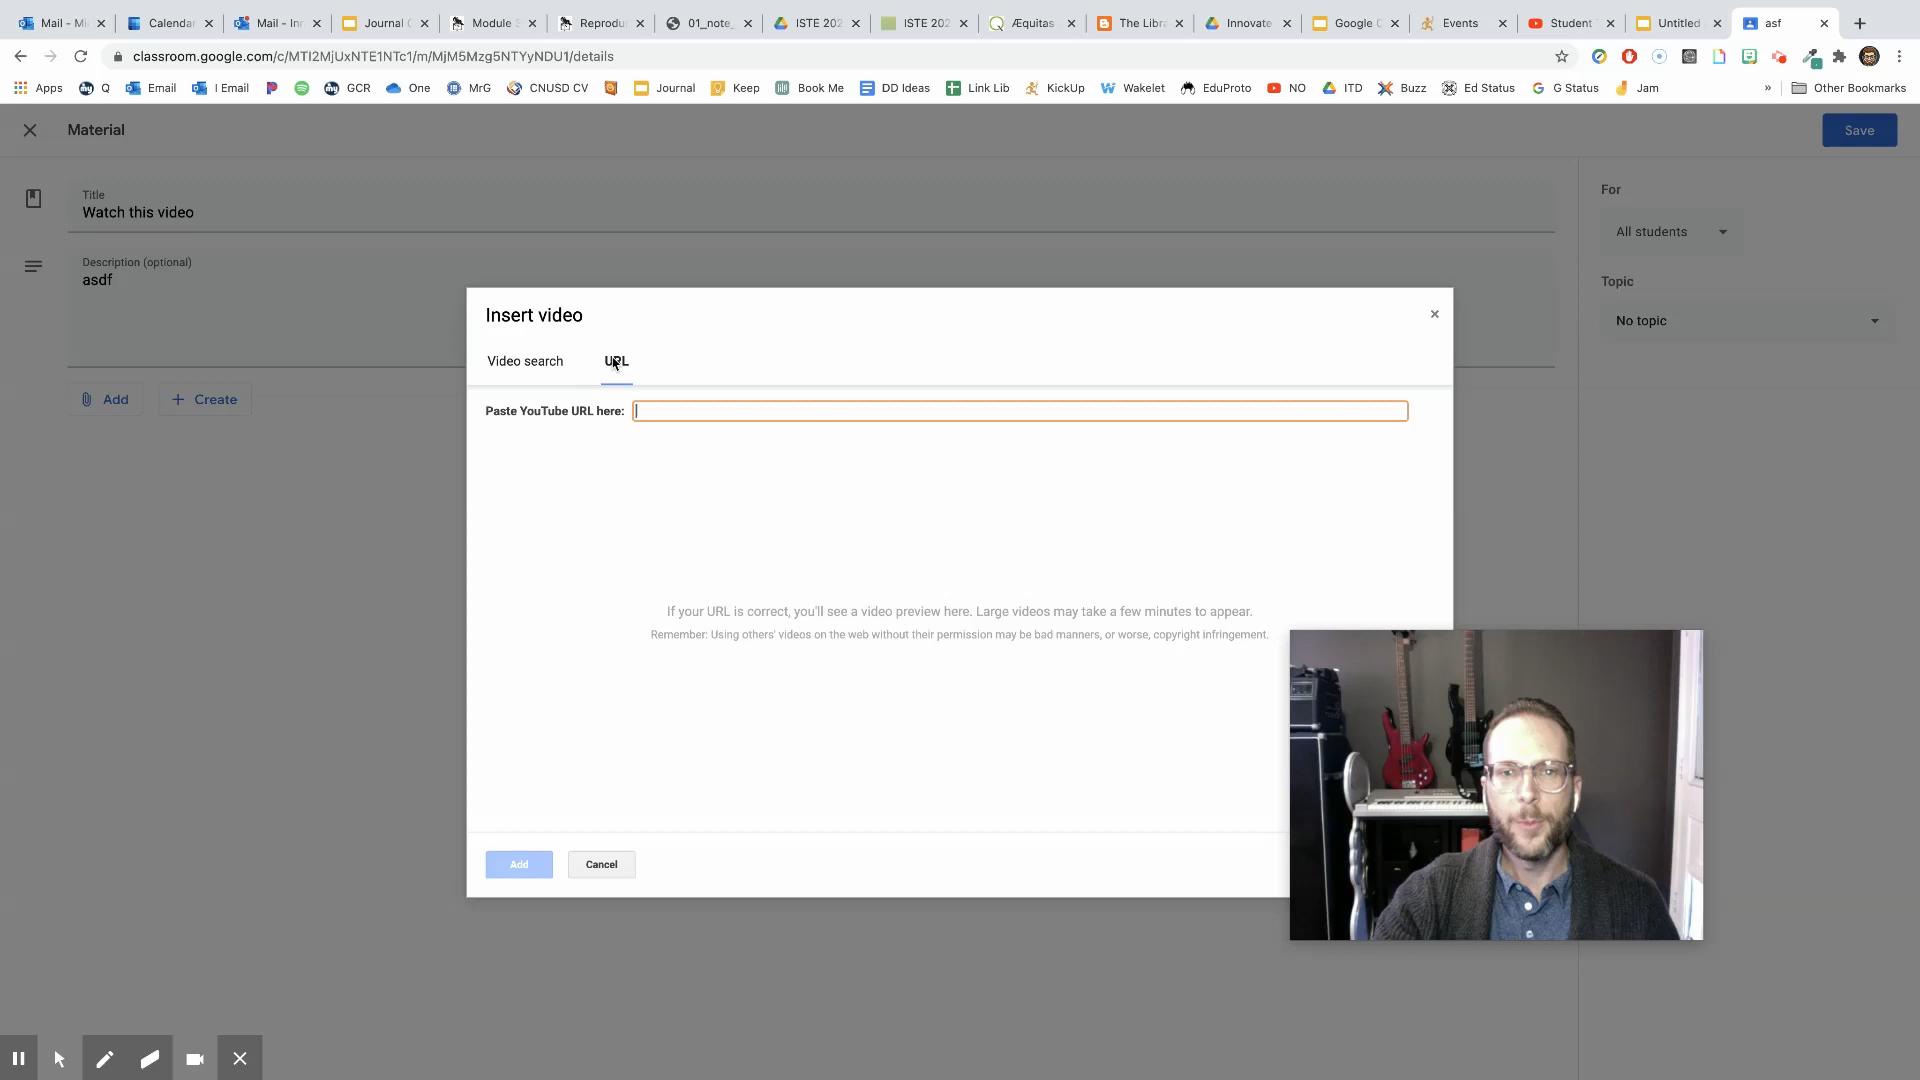 Mail - Mi
Calendar
Mail - Inn
Journal C
Module
Reprodu
01_note_
ISTE 202
ISTE 202
Æquitas
The Libra
Innovate
Google C
Events
Student
Untitled
asf
classroom.google.com/c/MTI2MjUxNTE1NTc1/m/MjM5Mzg5NTYyNDU1/details
Apps
Q
Email
I Email
GCR
One
MrG
CNUSD CV
Journal
Keep
Book Me
DD Ideas
Link Lib
KickUp
Wakelet
EduProto
NO
ITD
Buzz
Ed Status
G Status
Jam
»
Other Bookmarks
Material
Save
Title
Watch this video
For
All students
Description (optional)
asdf
Topic
No topic
Add
Create
Insert video
Video search
URL
Paste YouTube URL here:
If your URL is correct, you'll see a video preview here. Large videos may take a few minutes to appear.
Remember: Using others' videos on the web without their permission may be bad manners, or worse, copyright infringement.
Add
Cancel